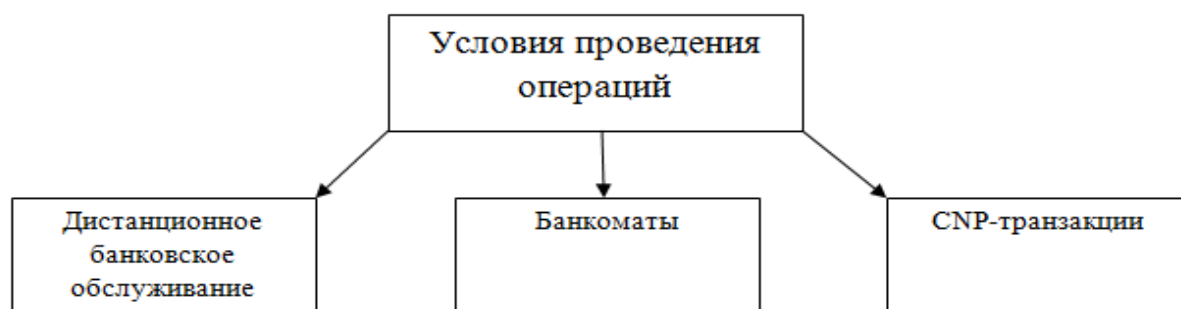 Условия проведения
операций
Дистанционное
банковское
обслуживание
Банкоматы
CNP-транзакции